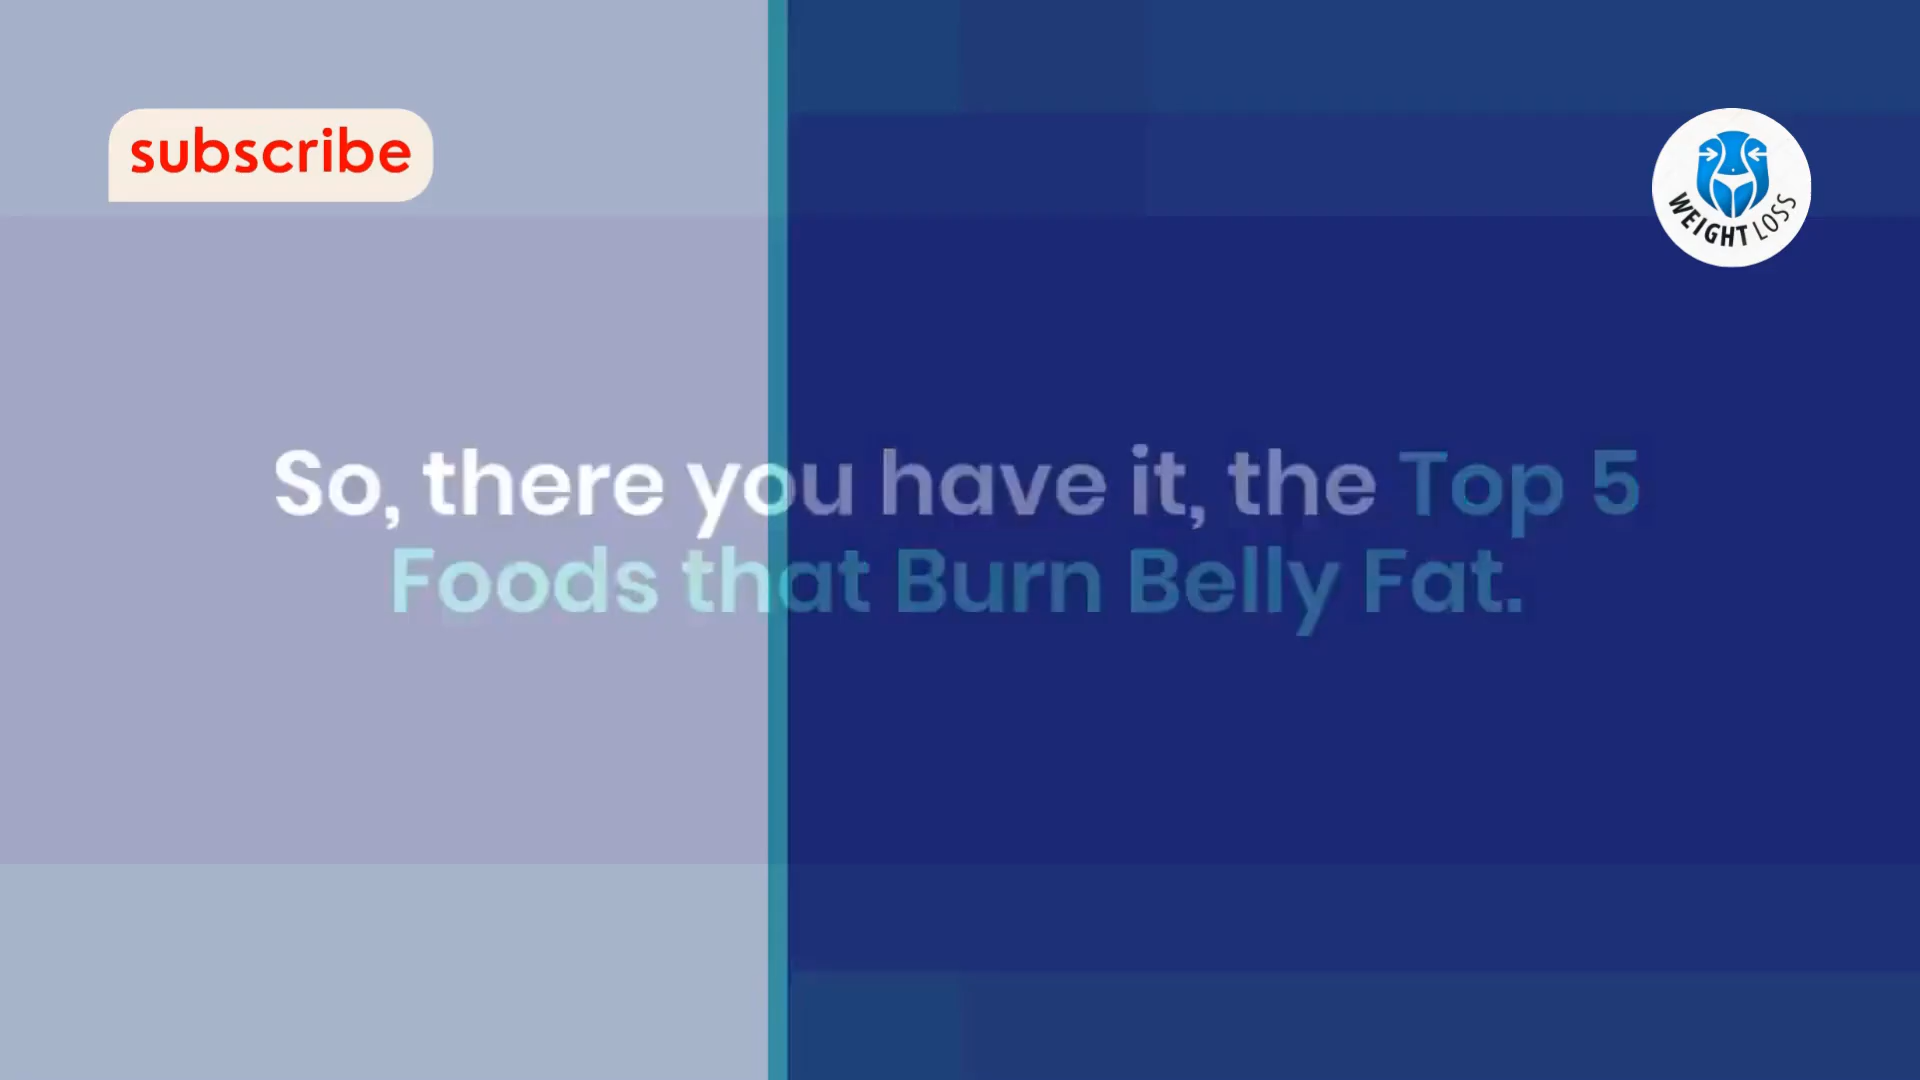 subscribe
WEIGHT LOSS
So, there you have it, the Top 5
Foods that Burn Belly Fat.